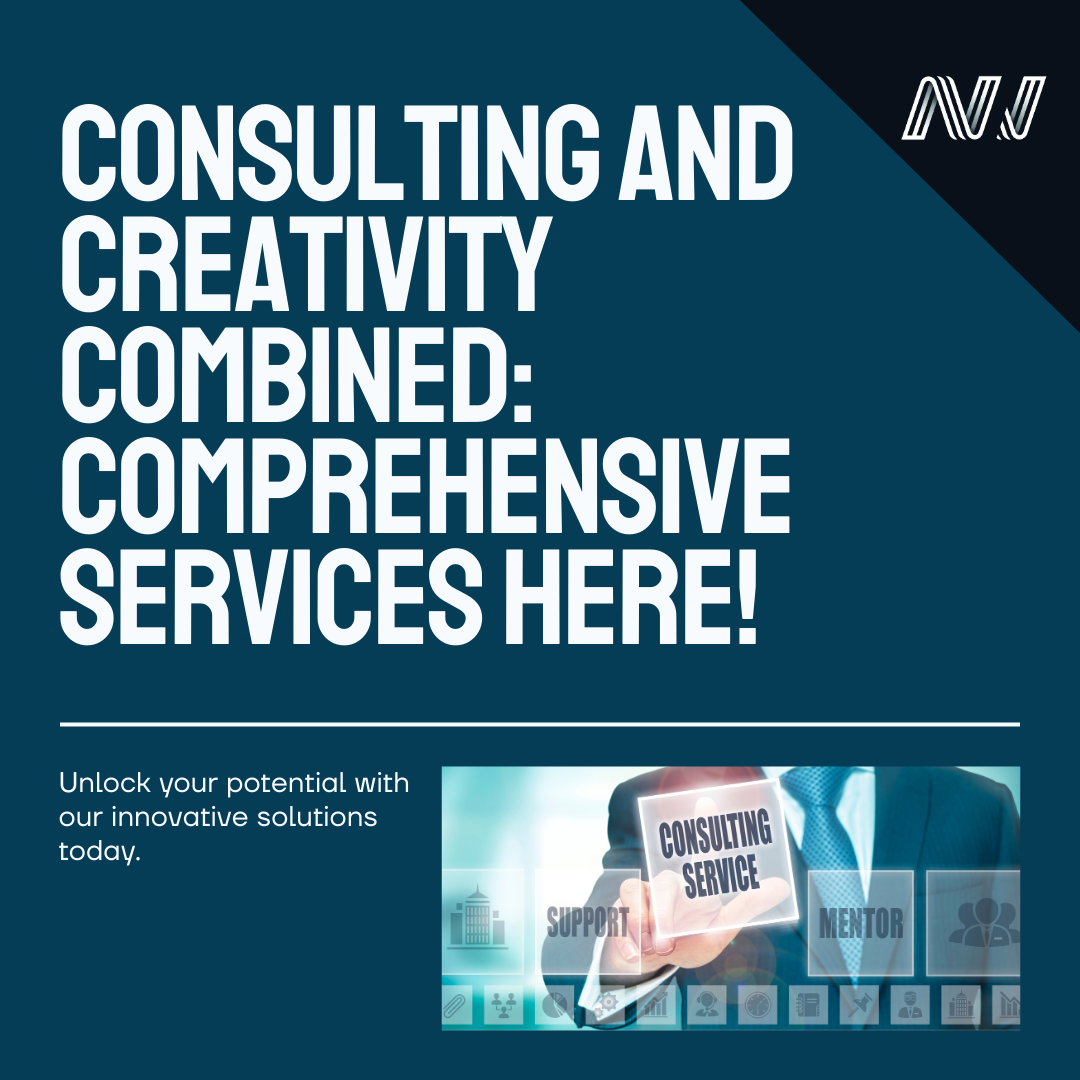 NJ
CONSULTING AND
CREATIVITY
COMBINED:
COMPREHENSIVE
SERVICES HERE!
Unlock your potential with
our innovative solutions
today.
CONSULTING
SERVICE
SUPPORT
MENTOR